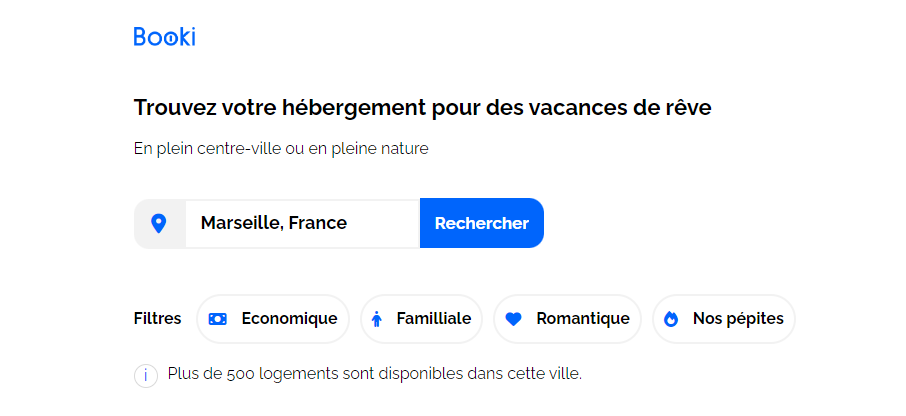 Booki
Trouvez votre hébergement pour des vacances de rêve
En plein centre-ville ou en pleine nature
Marseille, France Rechercher
Filtres Economique Familliale Romantique Nos pépites
i Plus de 500 logements sont disponibles dans cette ville.